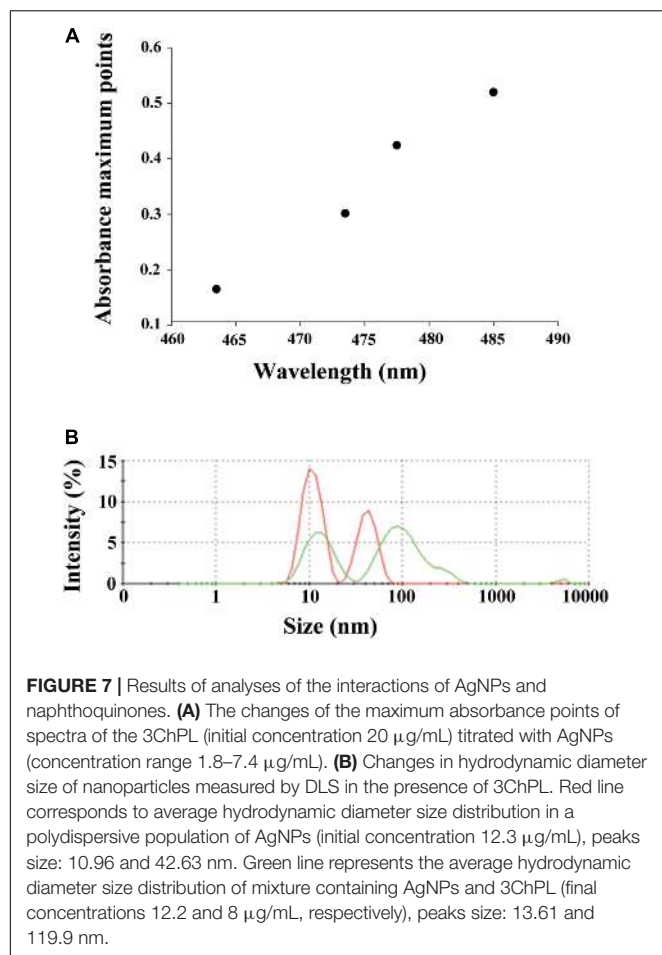 A
0.6
0.5
0.4
0.3
0.2
0.1
460
465
470
475
480
485
490
Absorbance maximum points
Wavelength (nm)
B
15
10
5
0
0
1
10
100
1000
10000
Intensity (%)
Size (nm)
FIGURE 7 | Results of analyses of the interactions of AgNPs and
naphthoquinones. (A) The changes of the maximum absorbance points of
spectra of the 3ChPL (initial concentration 20 μg/mL) titrated with AgNPs
(concentration range 1.8–7.4 μg/mL). (B) Changes in hydrodynamic diameter
size of nanoparticles measured by DLS in the presence of 3ChPL. Red line
corresponds to average hydrodynamic diameter size distribution in a
polydispersive population of AgNPs (initial concentration 12.3 μg/mL), peaks
size: 10.96 and 42.63 nm. Green line represents the average hydrodynamic
diameter size distribution of mixture containing AgNPs and 3ChPL (final
concentrations 12.2 and 8 μg/mL, respectively), peaks size: 13.61 and
119.9 nm.